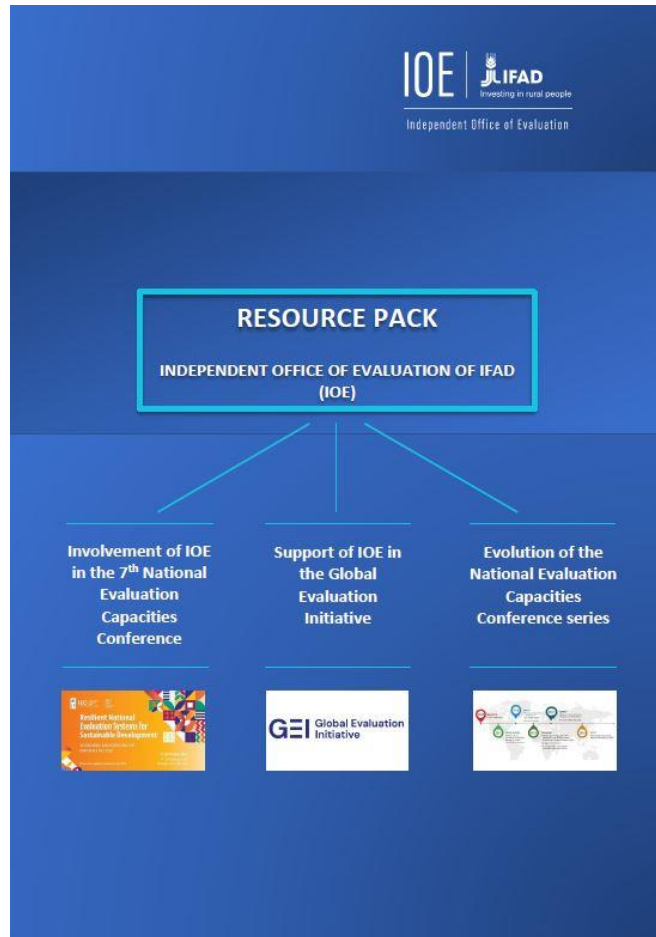 IOE
IFAD
Investing in rural people
Independent Office of Evaluation
RESOURCE PACK
INDEPENDENT OFFICE OF EVALUATION OF IFAD
(IOE)
Involvement of IOE
in the 7th National
Evaluation
Capacities
Conference
Support of IOE in
the Global
Evaluation
Initiative
Evolution of the
National Evaluation
Capacities
Conference series
Resilient National
Evaluation Systems for
Sustainable Development
GEI
Global Evaluation
Initiative